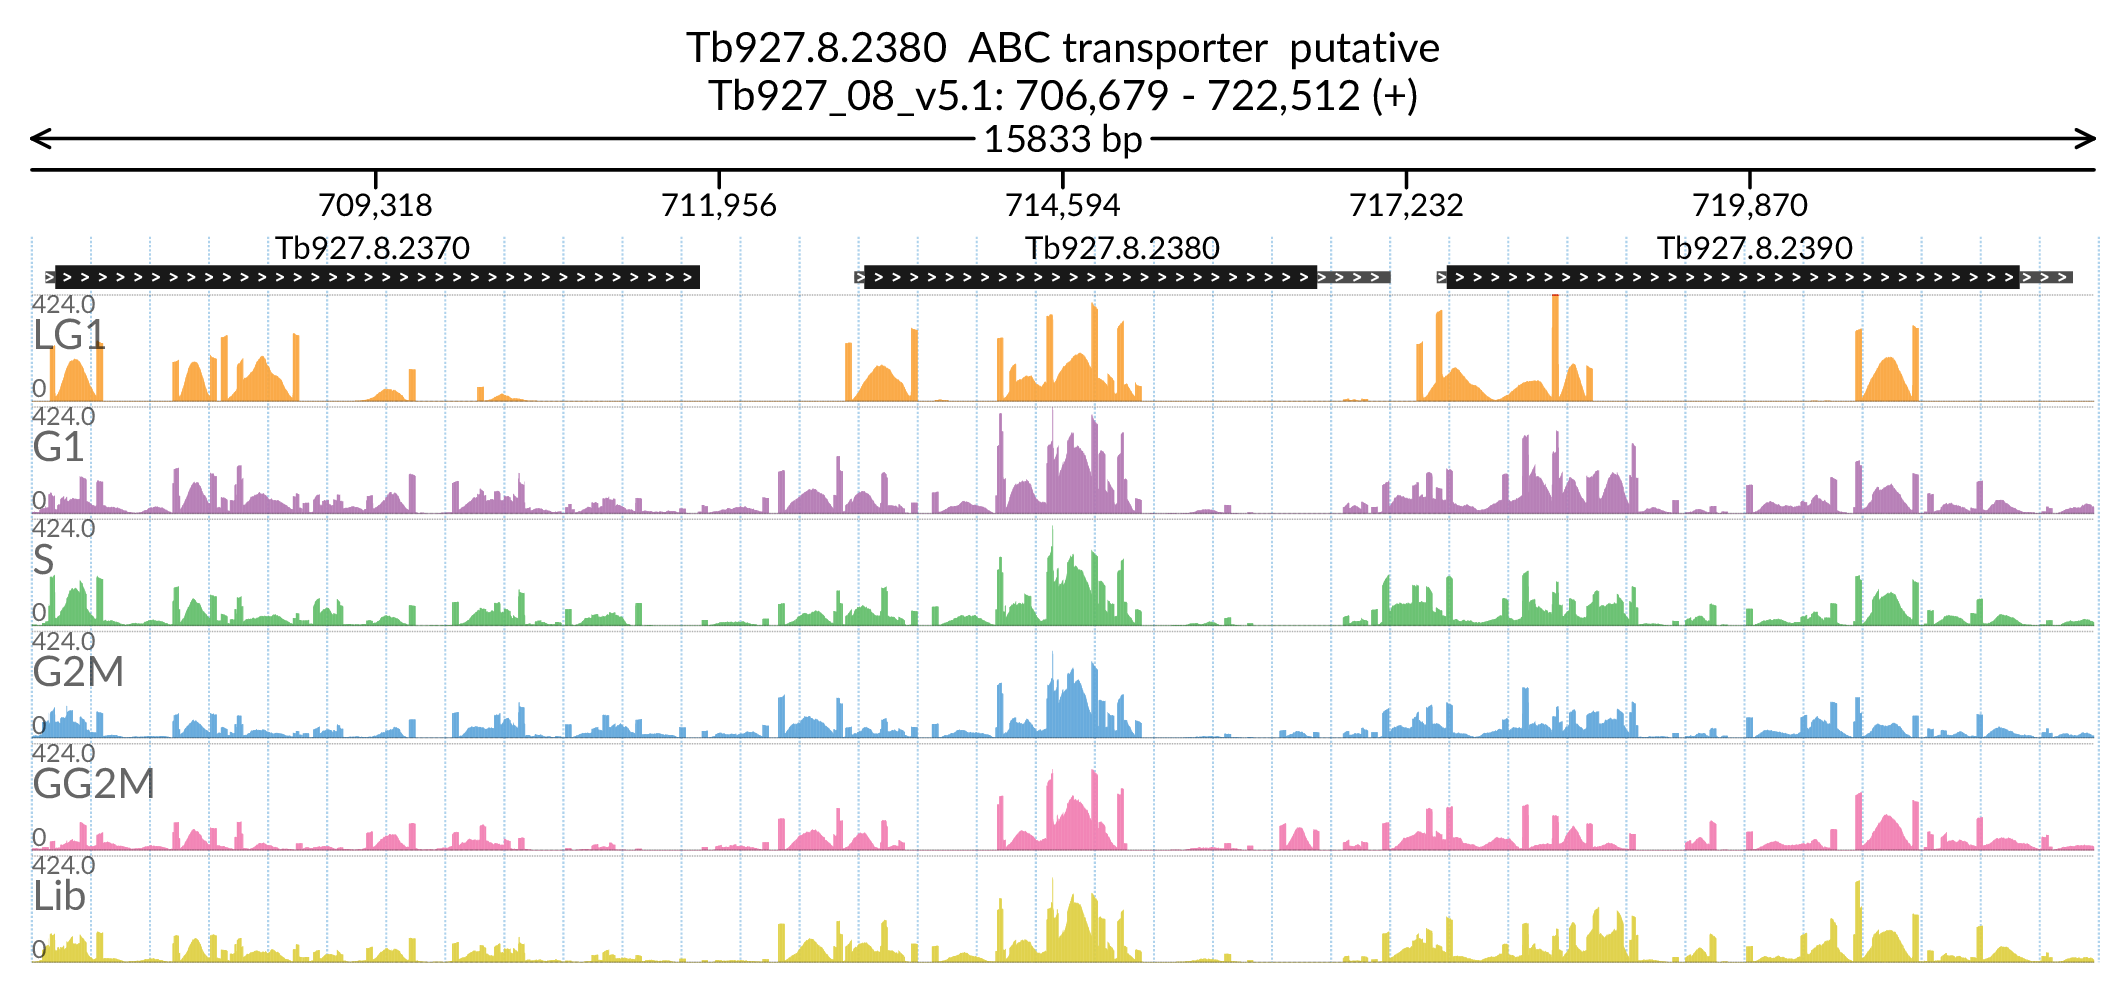 Tb927.8.2380  ABC transporter  putative
Tb927_08_v5.1: 706,679 - 722,512 (+)
15833 bp
709,318 711,956 714,594 717,232 719,870
Tb927.8.2370 Tb927.8.2380 Tb927.8.2390
424.0
LG1
0
424.0
G1
0
424.0
S
0
424.0
G2M
0
424.0
GG2M
0
424.0
Lib
0